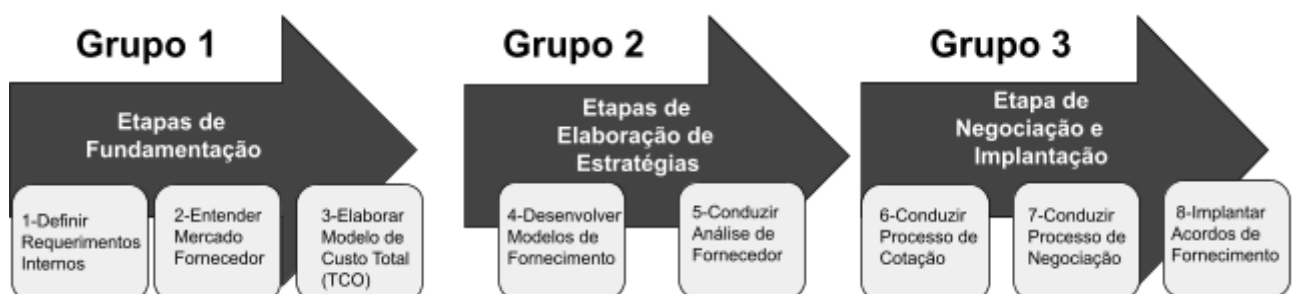 Grupo 1
Etapas de
Fundamentação
1-Definir
Requerimentos
Internos
2-Entender
Mercado
Fornecedor
3-Elaborar
Modelo de
Custo Total
(TCO)
Grupo 2
Etapas de
Elaboração de
Estratégias
4-Desenvolver
Modelos de
Fornecimento
5-Conduzir
Análise de
Fornecedor
Grupo 3
Etapa de
Negociação e
Implantação
6-Conduzir
Processo de
Cotação
7-Conduzir
Processo de
Negociação
8-Implantar
Acordos de
Fornecimento